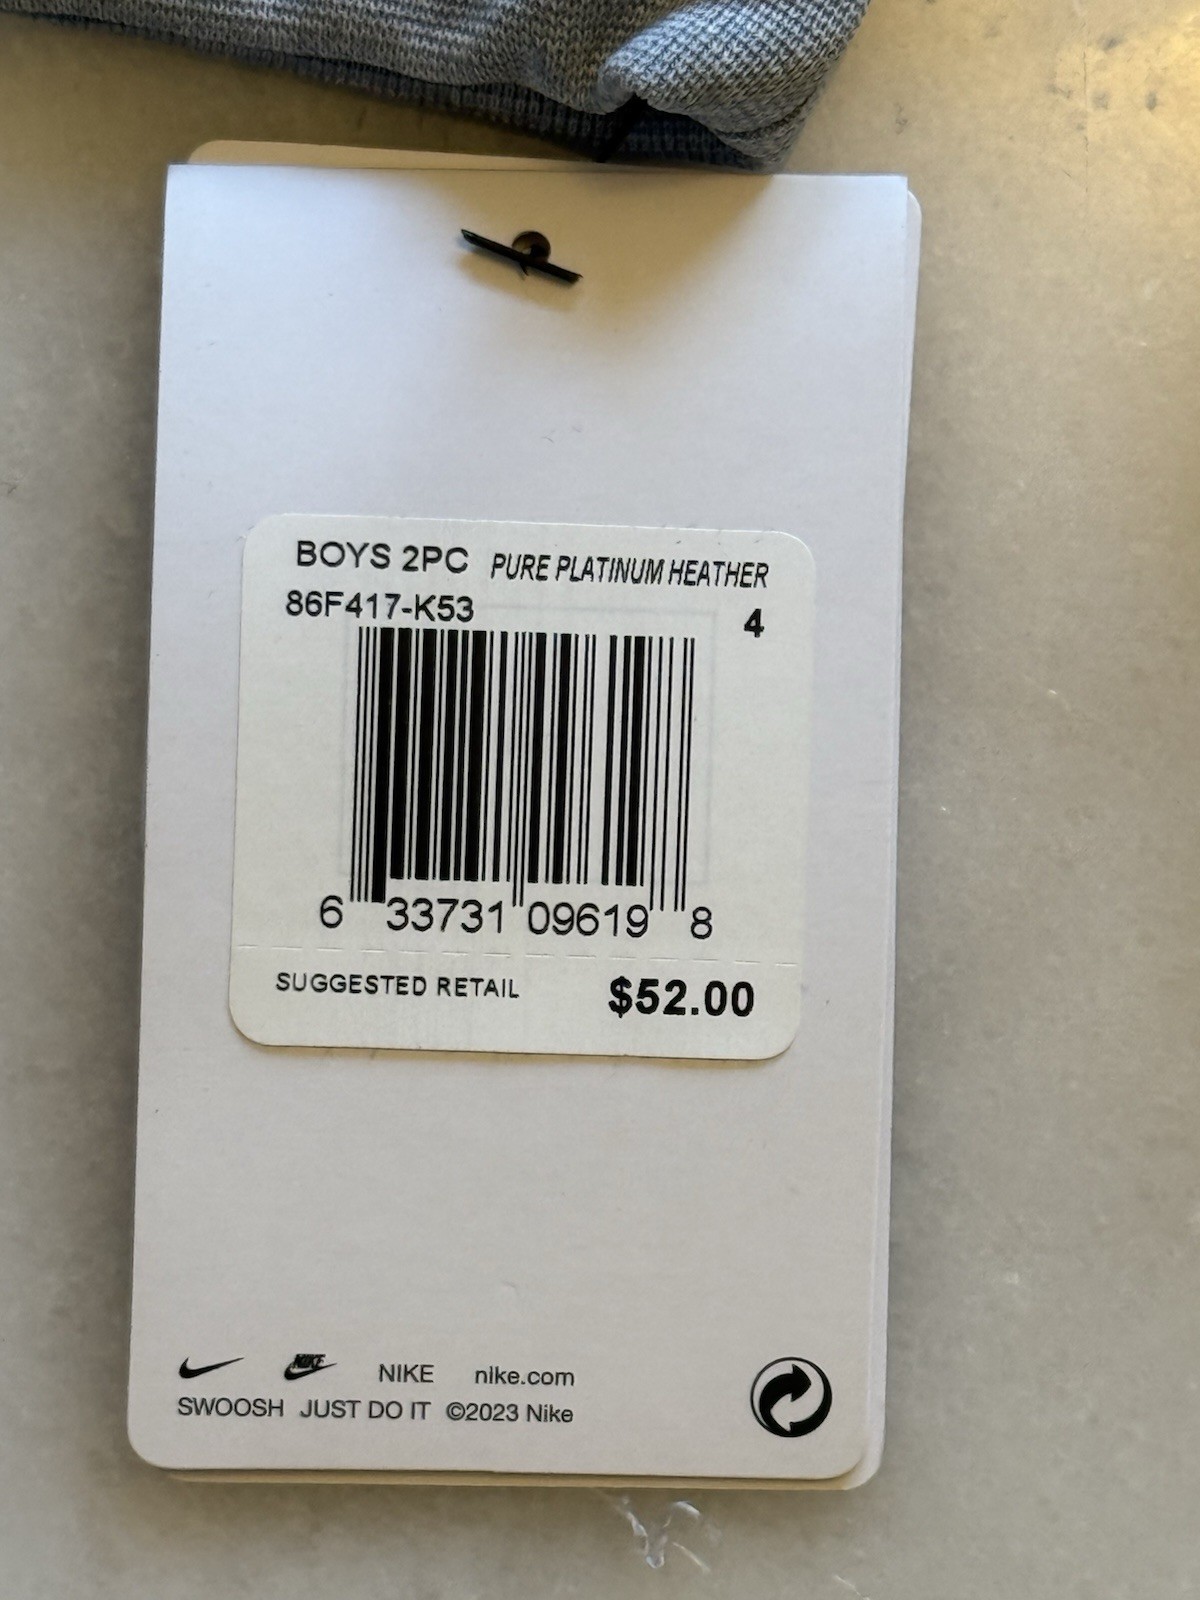 BOYS 2PC PURE PLATINUM HEATHER
86F417-K53 4
6 33731 09619 8
SUGGESTED RETAIL $52.00
NIKE NIKE nike.com
SWOOSH JUST DO IT ©2023 Nike